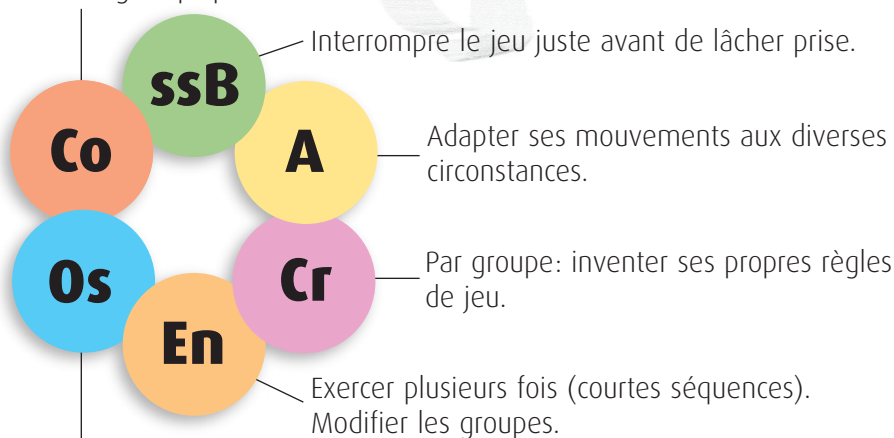 ssB
Interrompre le jeu juste avant de lâcher prise.
Co
A
Adapter ses mouvements aux diverses
circonstances.
Os
Cr
Par groupe: inventer ses propres règles
de jeu.
En
Exercer plusieurs fois (courtes séquences).
Modifier les groupes.